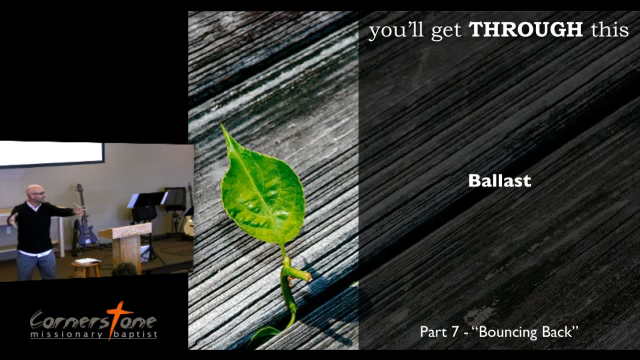 you'll get THROUGH this
Ballast
Part 7 - "Bouncing Back"
Cornerstone
missionary baptist